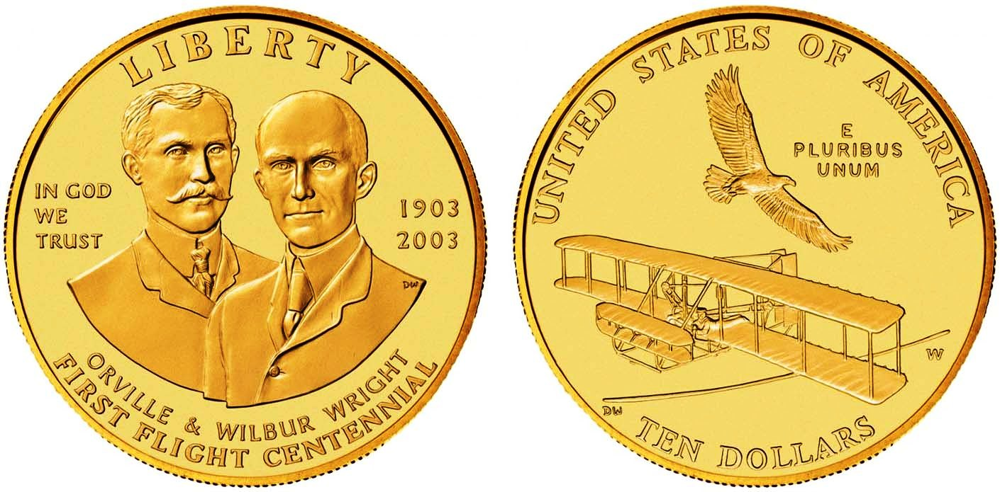 LIBERTY
IN GOD
WE
TRUST
1903
2003
DW
ORVILLE & WILBUR WRIGHT
FIRST FLIGHT CENTENNIAL
UNITED STATES OF AMERICA
E
PLURIBUS
UNUM
W
DW
TEN DOLLARS